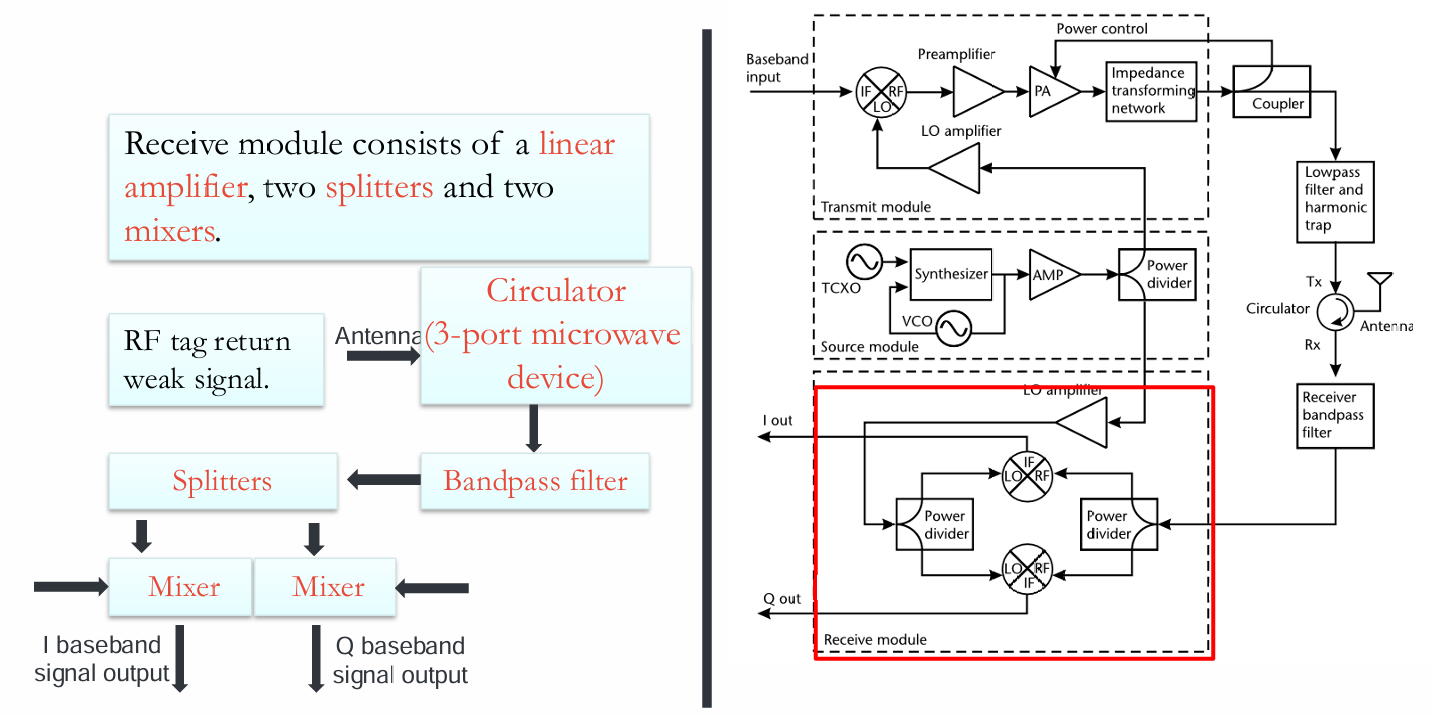 Receive module consists of a linear
amplifier, two splitters and two
mixers.
RF tag return
weak signal.
Antenna
Circulator
(3-port microwave
device)
Splitters
Bandpass filter
Mixer
Mixer
I baseband
signal output
Q baseband
signal output
Power control
Baseband
input
Preamplifier
IF
RF
LO
PA
Impedance
transforming
network
Coupler
LO amplifier
Transmit module
Lowpass
filter and
harmonic
trap
TCXO
Synthesizer
AMP
Power
divider
VCO
Source module
Tx
Circulator
Antenna
Rx
LO amplifier
Receiver
bandpass
filter
I out
IF
LO
RF
Power
divider
Power
divider
LO
RF
IF
Q out
Receive module